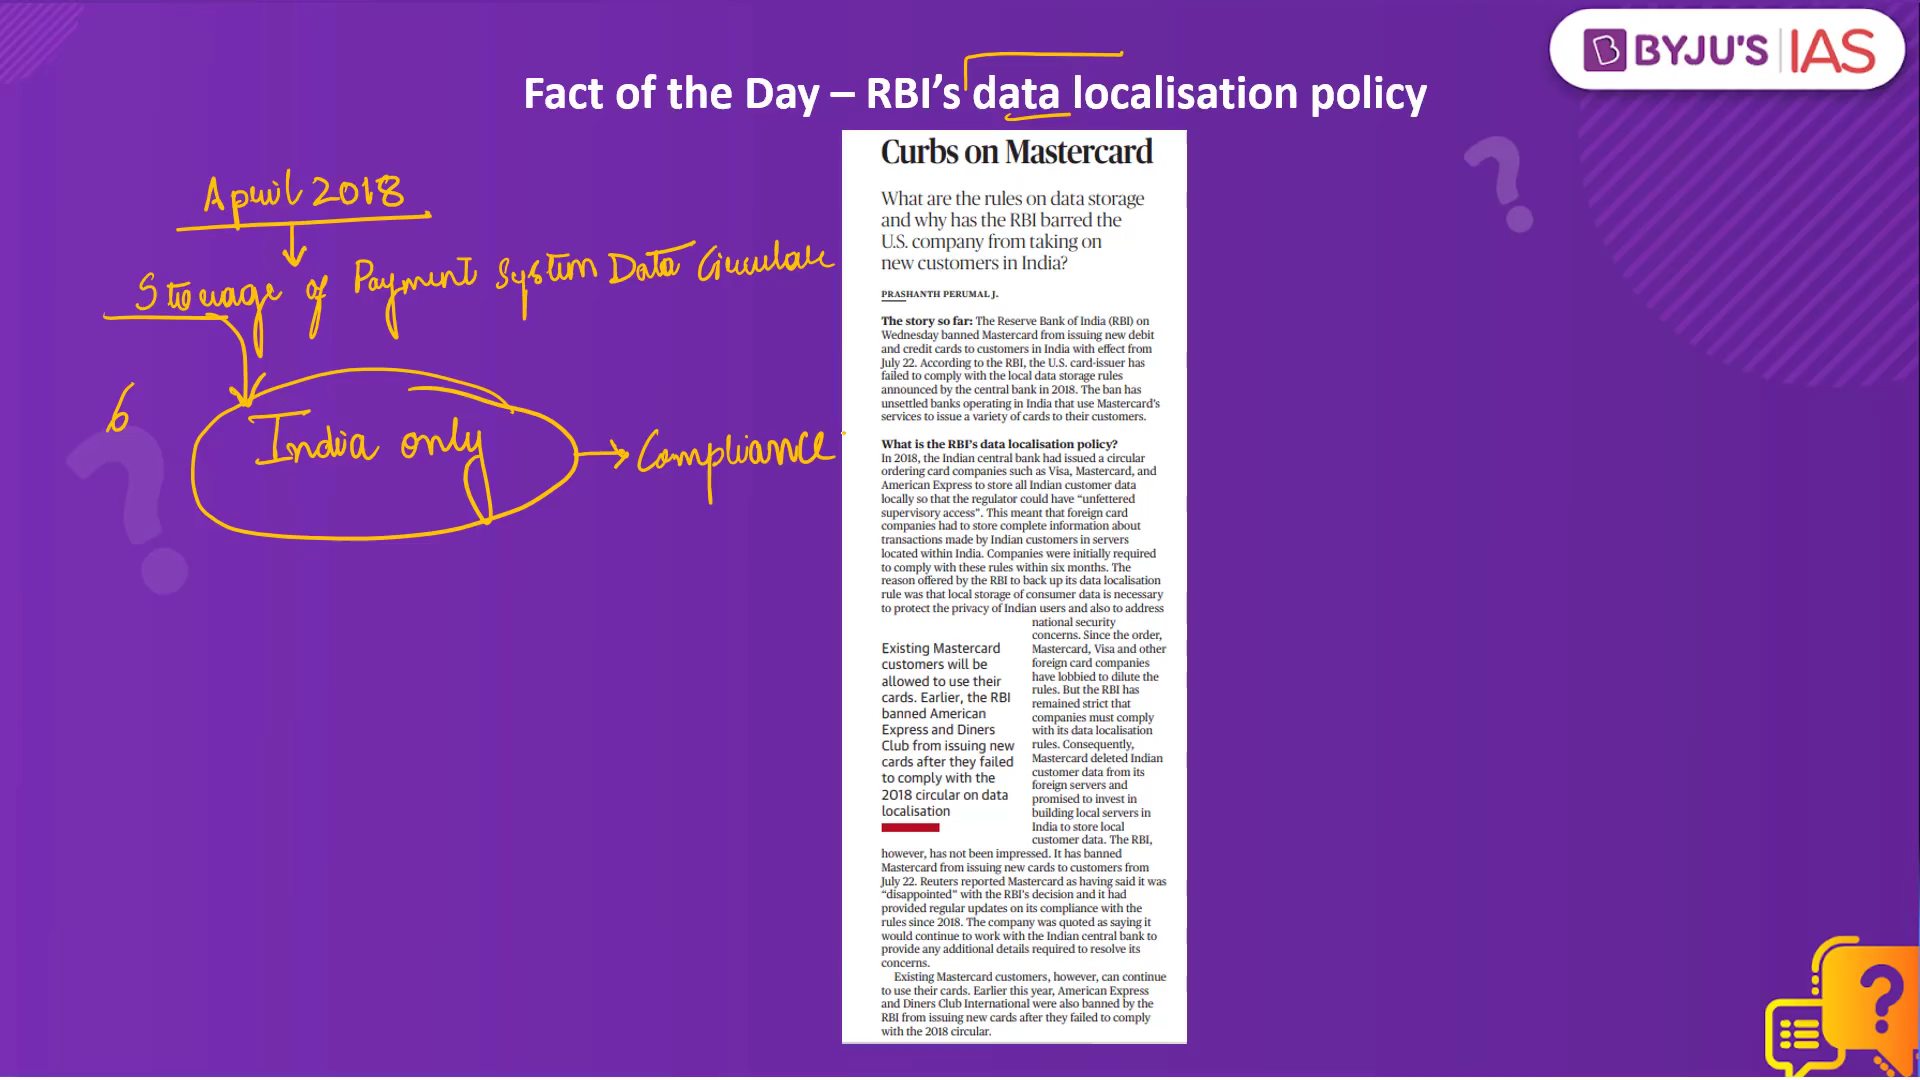 BYJU'S IAS
Fact of the Day – RBI's data localisation policy
April 2018
Storage of Payment System Data Circular
6
India only
Compliance
Curbs on Mastercard
What are the rules on data storage
and why has the RBI barred the
U.S. company from taking on
new customers in India?
PRASHANTH PERUMAL J.
The story so far: The Reserve Bank of India (RBI) on
Wednesday banned Mastercard from issuing new debit
and credit cards to customers in India with effect from
July 22. According to the RBI, the U.S. card-issuer has
failed to comply with the local data storage rules
announced by the central bank in 2018. The ban has
unsettled banks operating in India that use Mastercard's
services to issue a variety of cards to their customers.
What is the RBI's data localisation policy?
In 2018, the Indian central bank had issued a circular
ordering card companies such as Visa, Mastercard, and
American Express to store all Indian customer data
locally so that the regulator could have "unfettered
supervisory access". This meant that foreign card
companies had to store complete information about
transactions made by Indian customers in servers
located within India. Companies were initially required
to comply with these rules within six months. The
reason offered by the RBI to back up its data localisation
rule was that local storage of consumer data is necessary
to protect the privacy of Indian users and also to address
national security
concerns. Since the order,
Mastercard, Visa and other
foreign card companies
have lobbied to dilute the
rules. But the RBI has
remained strict that
companies must comply
with its data localisation
rules. Consequently,
Mastercard deleted Indian
customer data from its
foreign servers and
promised to invest in
building local servers in
India to store local
customer data. The RBI,
Existing Mastercard
customers will be
allowed to use their
cards. Earlier, the RBI
banned American
Express and Diners
Club from issuing new
cards after they failed
to comply with the
2018 circular on data
localisation
however, has not been impressed. It has banned
Mastercard from issuing new cards to customers from
July 22. Reuters reported Mastercard as having said it was
"disappointed" with the RBI's decision and it had
provided regular updates on its compliance with the
rules since 2018. The company was quoted as saying it
would continue to work with the Indian central bank to
provide any additional details required to resolve its
concerns.
Existing Mastercard customers, however, can continue
to use their cards. Earlier this year, American Express
and Diners Club International were also banned by the
RBI from issuing new cards after they failed to comply
with the 2018 circular.